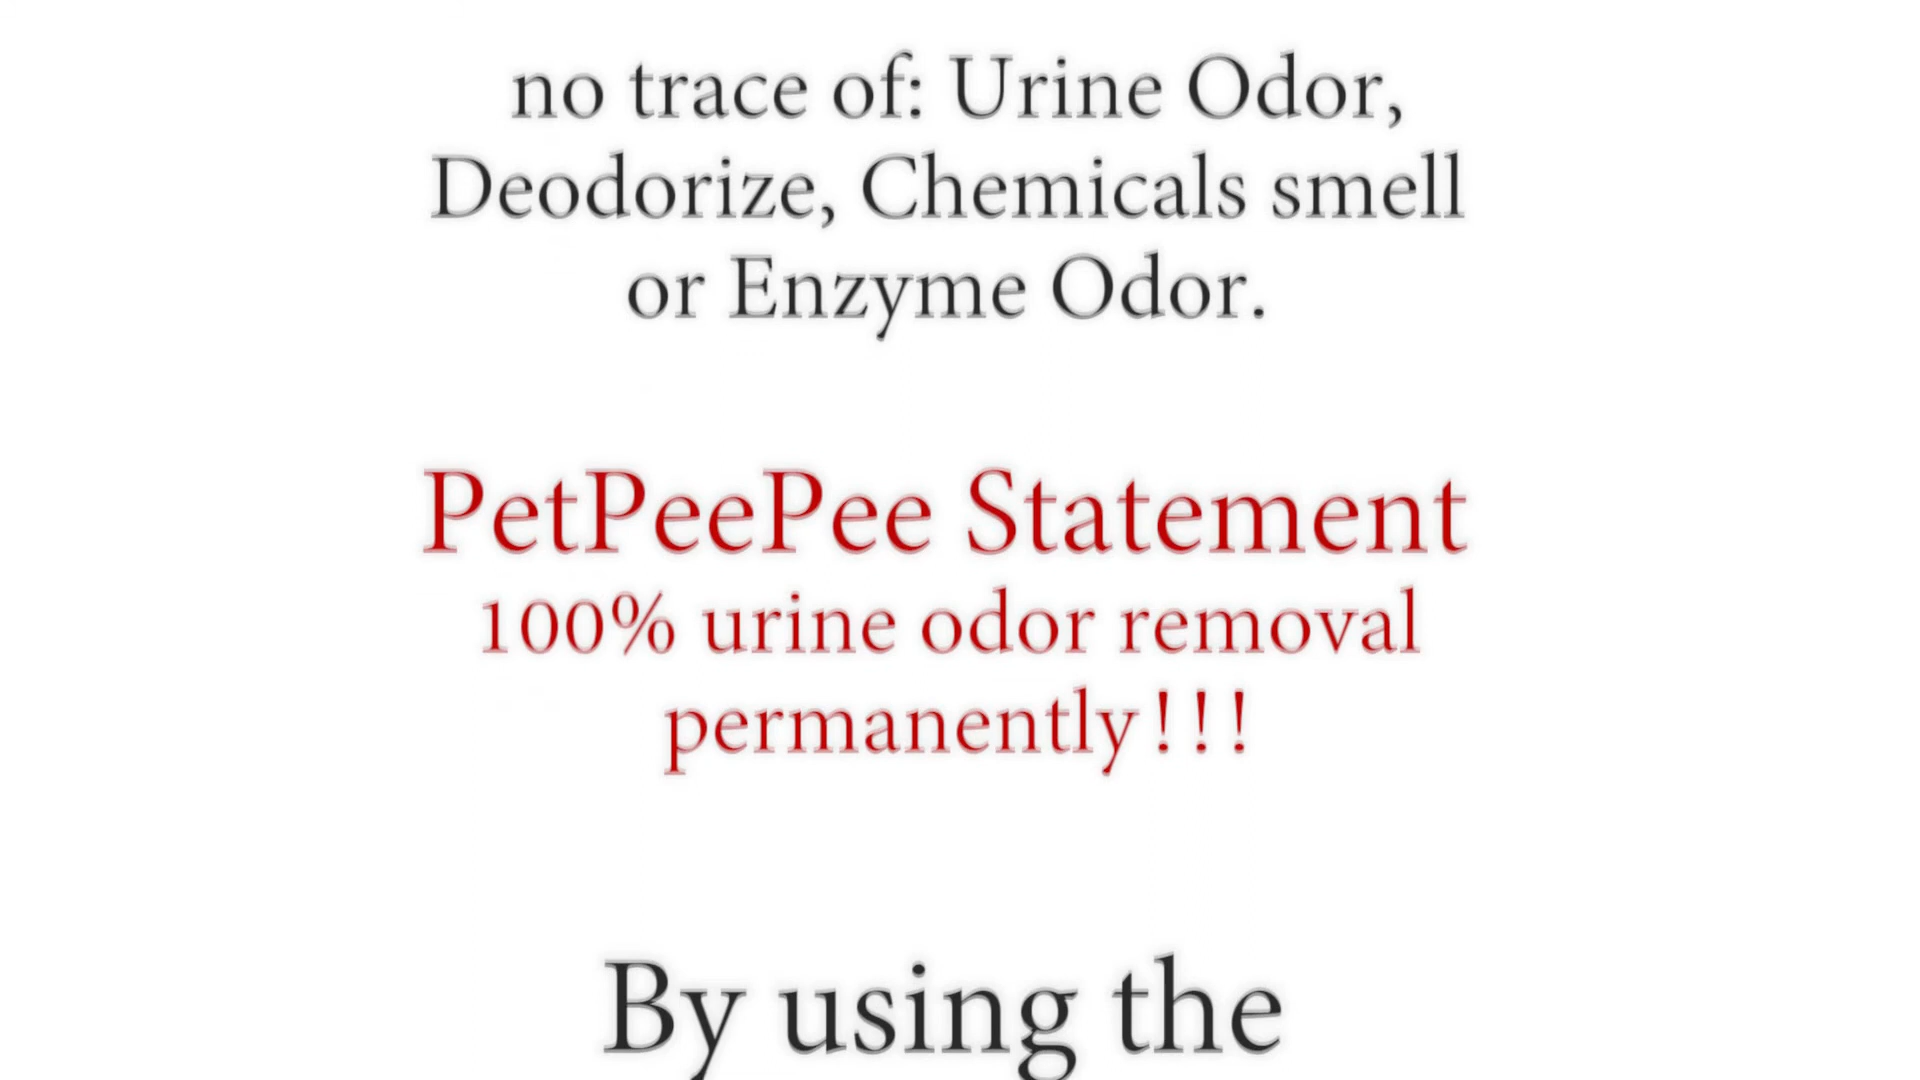 no trace of: Urine Odor,
Deodorize, Chemicals smell
or Enzyme Odor.
PetPeePee Statement
100% urine odor removal
permanently!!!
By using the